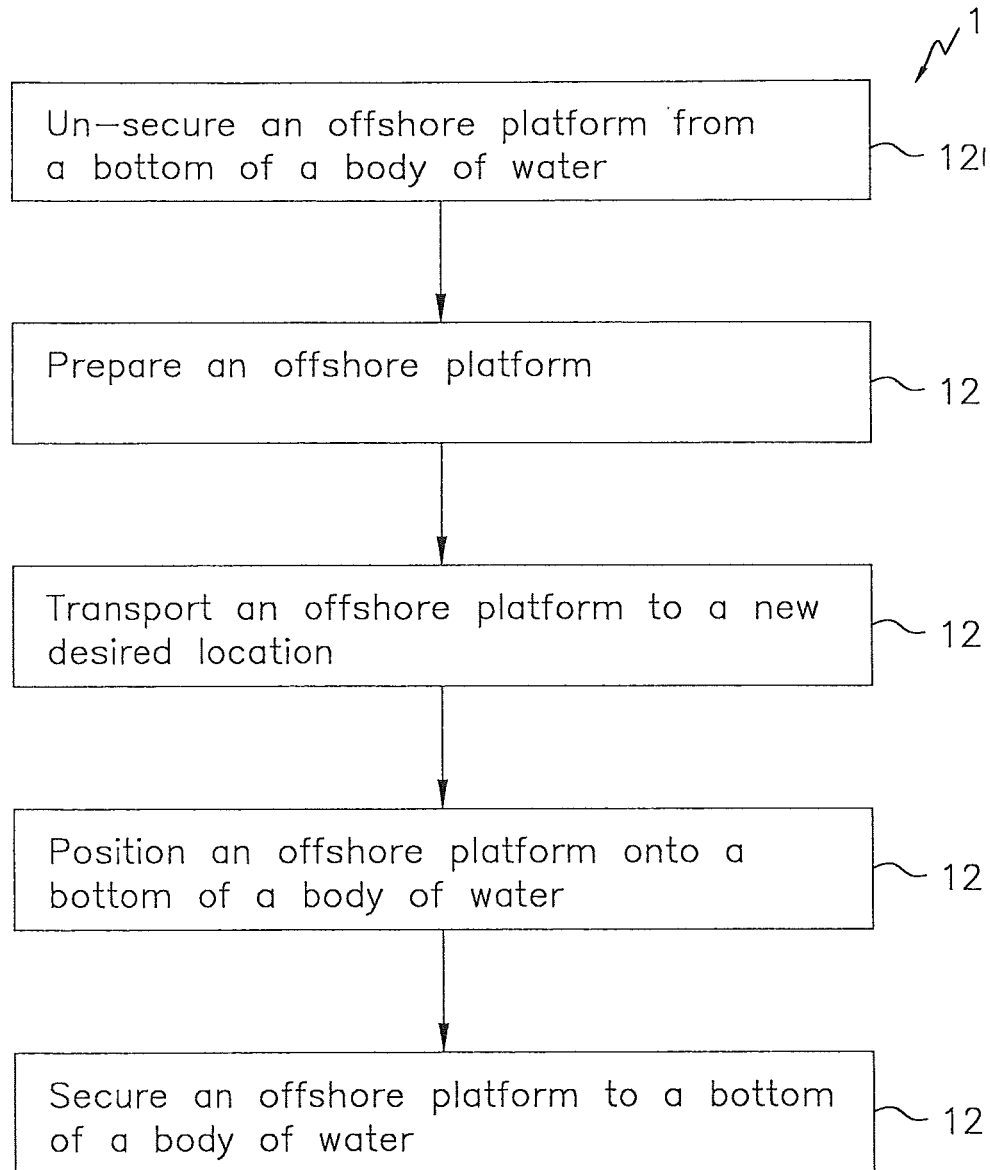 1
Un-secure an offshore platform from
a bottom of a body of water
12
Prepare an offshore platform
12
Transport an offshore platform to a new
desired location
12
Position an offshore platform onto a
bottom of a body of water
12
Secure an offshore platform to a bottom
of a body of water
12